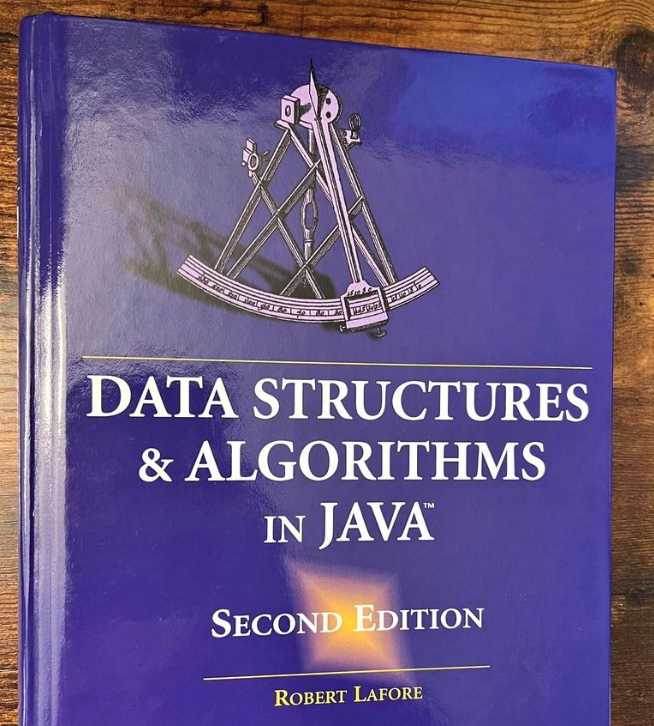 DATA STRUCTURES
& ALGORITHMS
IN JAVA™
SECOND EDITION
ROBERT LAFORE